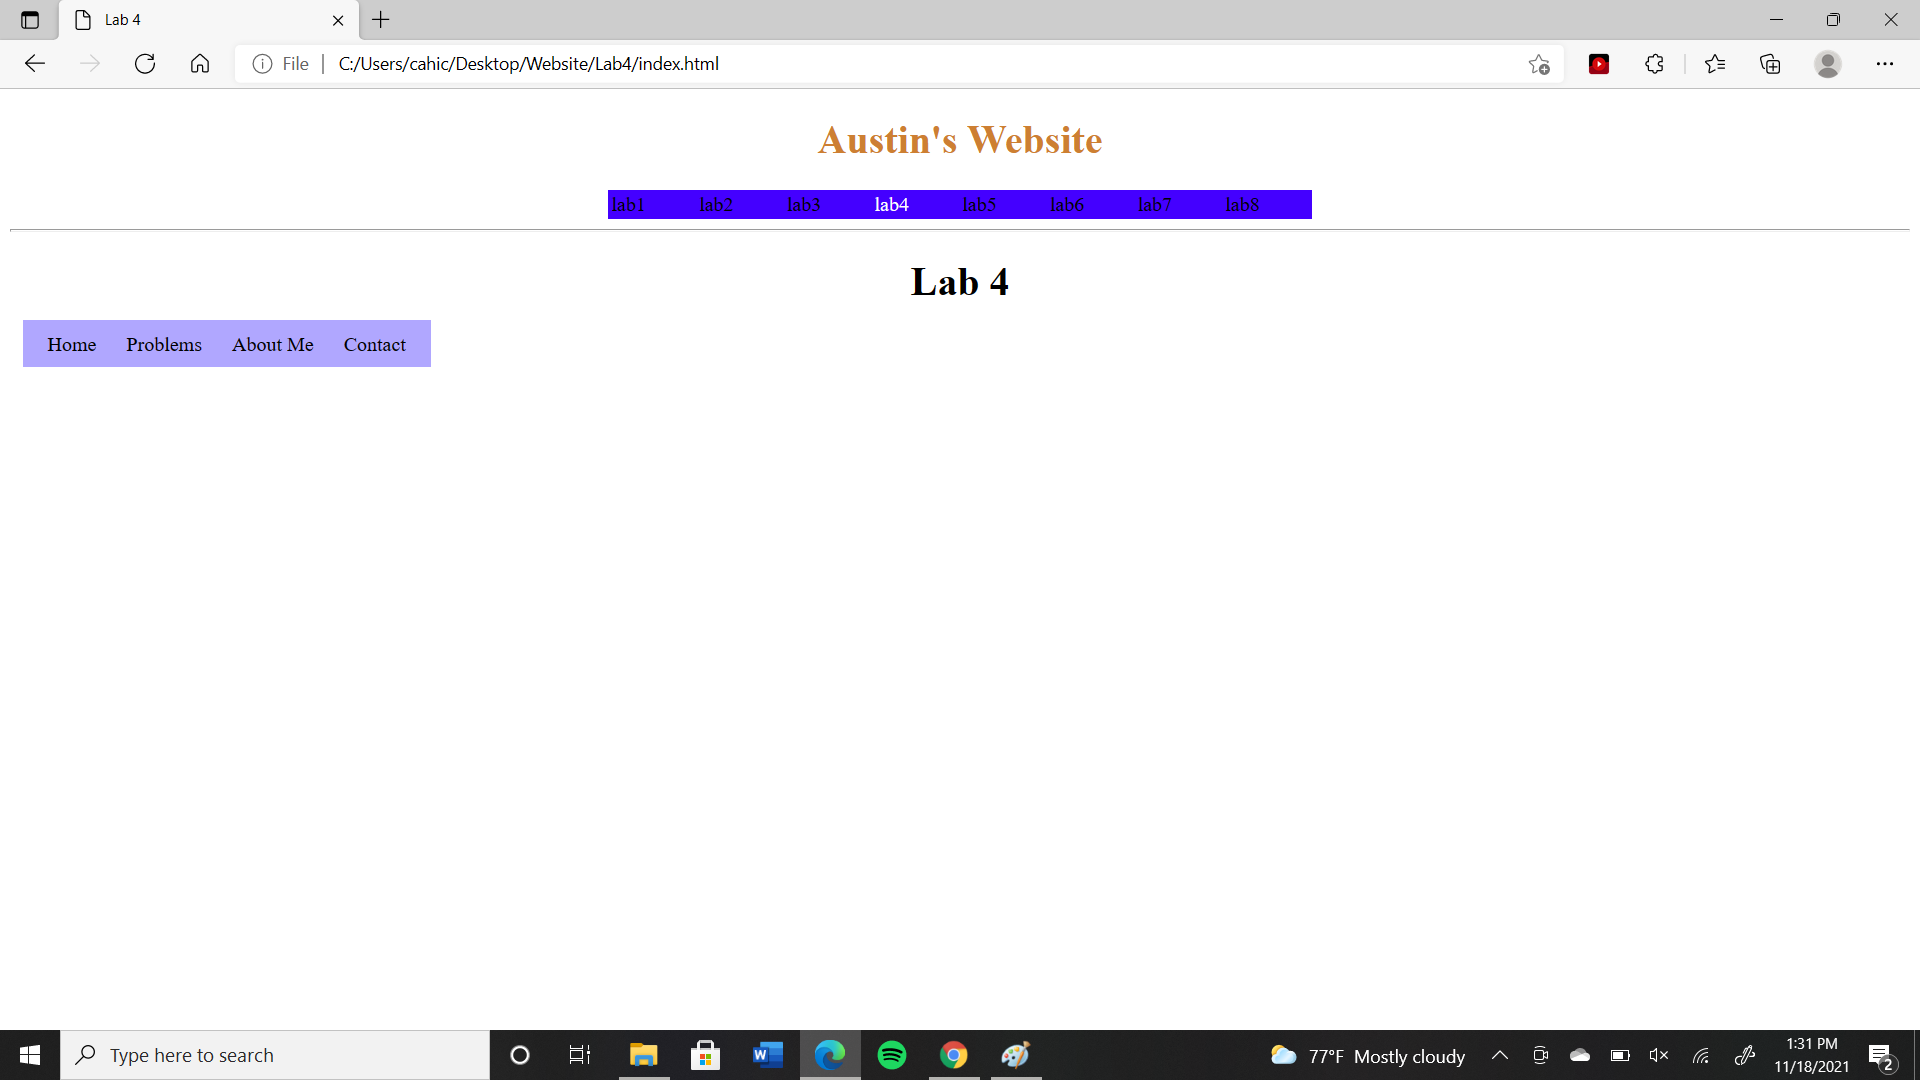 Lab 4
File C:/Users/cahic/Desktop/Website/Lab4/index.html
Austin's Website
lab1 lab2 lab3 lab4 lab5 lab6 lab7 lab8
Lab 4
Home Problems About Me Contact
Type here to search
W
77°F Mostly cloudy
1:31 PM
11/18/2021
2